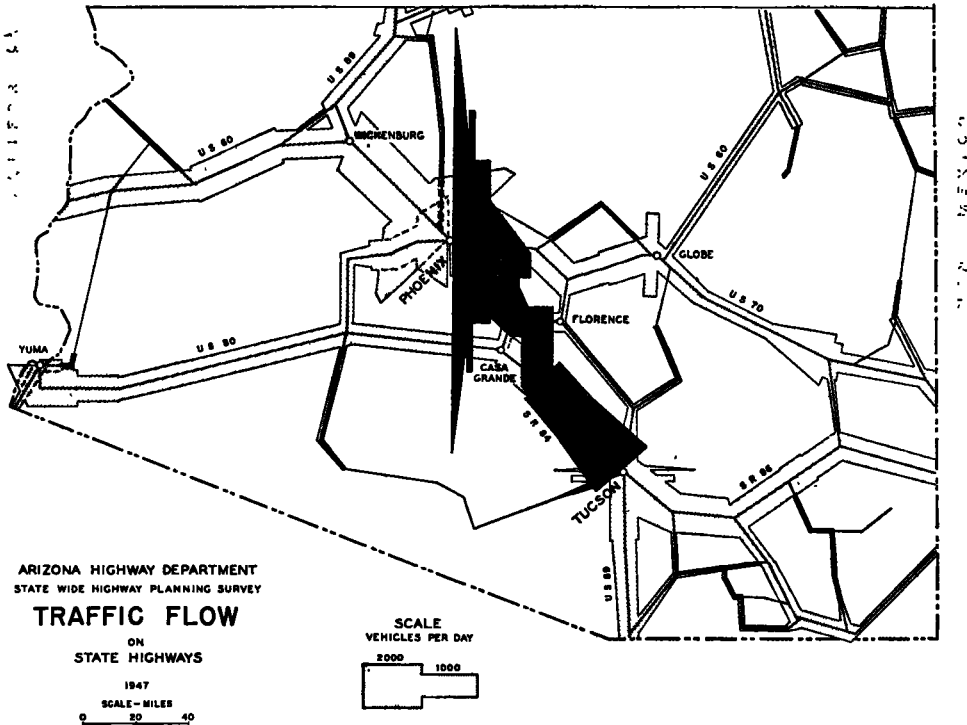 U S 89
U S 60
WICKENBURG
U S 60
PHOENIX
GLOBE
U S 70
FLORENCE
YUMA
U S 80
CASA
GRANDE
S R 84
TUCSON
S R 86
U S 89
MEXICO
ARIZONA HIGHWAY DEPARTMENT
STATE WIDE HIGHWAY PLANNING SURVEY
TRAFFIC FLOW
ON
STATE HIGHWAYS
1947
SCALE-MILES
0 20 40
SCALE
VEHICLES PER DAY
2000 1000